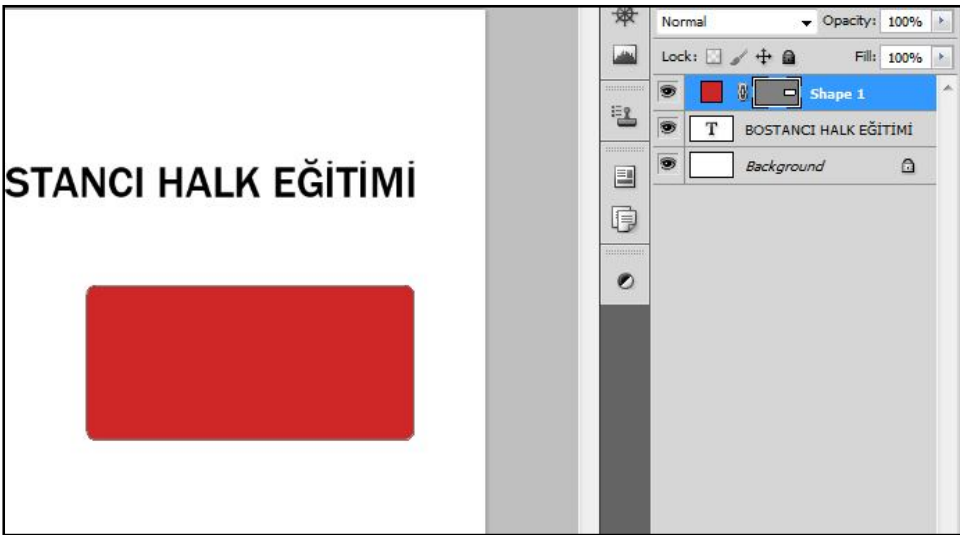 Normal Opacity: 100%
Lock: Fill: 100%
Shape 1
T BOSTANCI HALK EĞİTİMİ
Background
STANCI HALK EĞİTİMİ